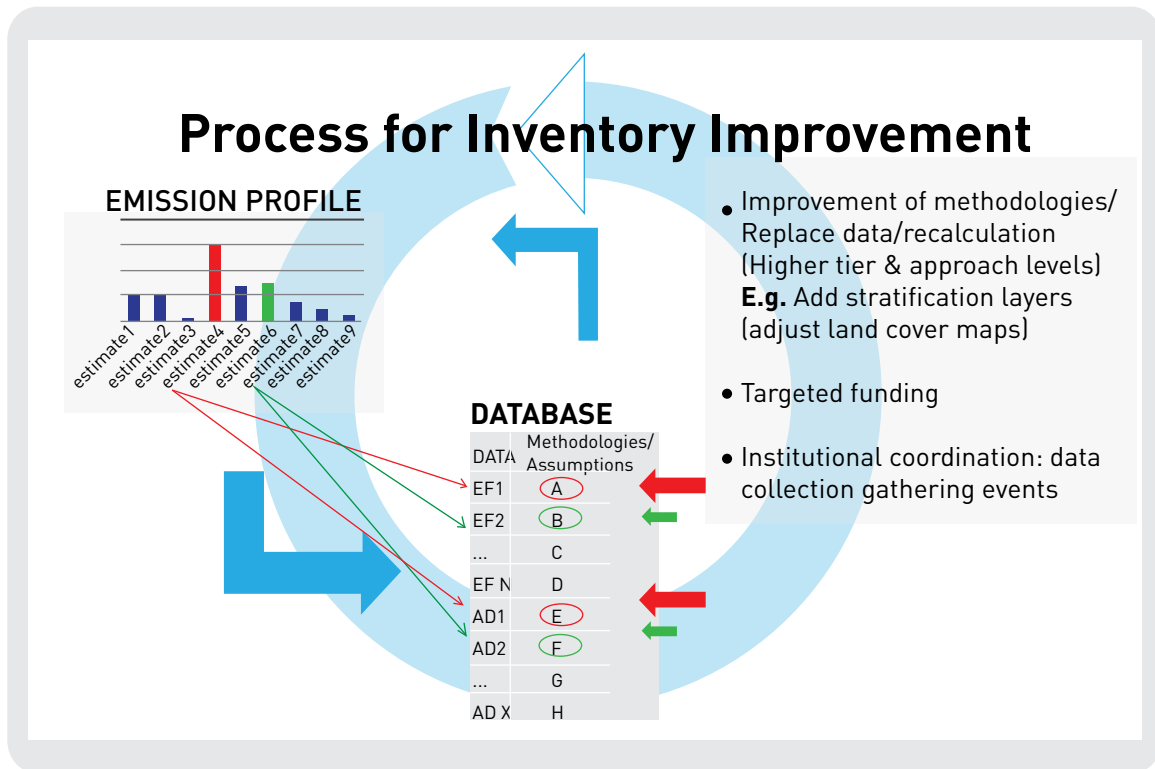 Process for Inventory Improvement
EMISSION PROFILE
estimate1
estimate2
estimate3
estimate4
estimate5
estimate6
estimate7
estimate8
estimate9
DATABASE
DATA Methodologies/
Assumptions
EF1 A
EF2 B
... C
EF N D
AD1 E
AD2 F
... G
AD X H
• Improvement of methodologies/
Replace data/recalculation
(Higher tier & approach levels)
E.g. Add stratification layers
(adjust land cover maps)
• Targeted funding
• Institutional coordination: data
collection gathering events